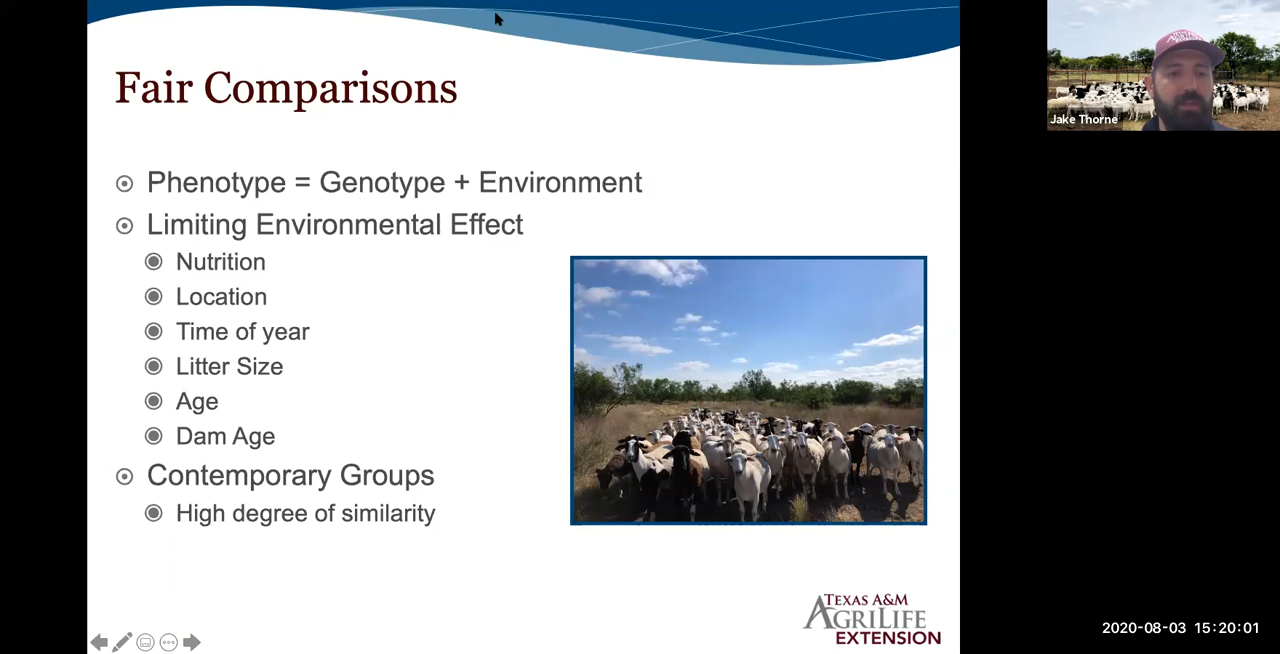 Fair Comparisons
Phenotype = Genotype + Environment
Limiting Environmental Effect
Nutrition
Location
Time of year
Litter Size
Age
Dam Age
Contemporary Groups
High degree of similarity
TEXAS A&M
AGRILIFE
EXTENSION
Jake Thorne
2020-08-03 15:20:01